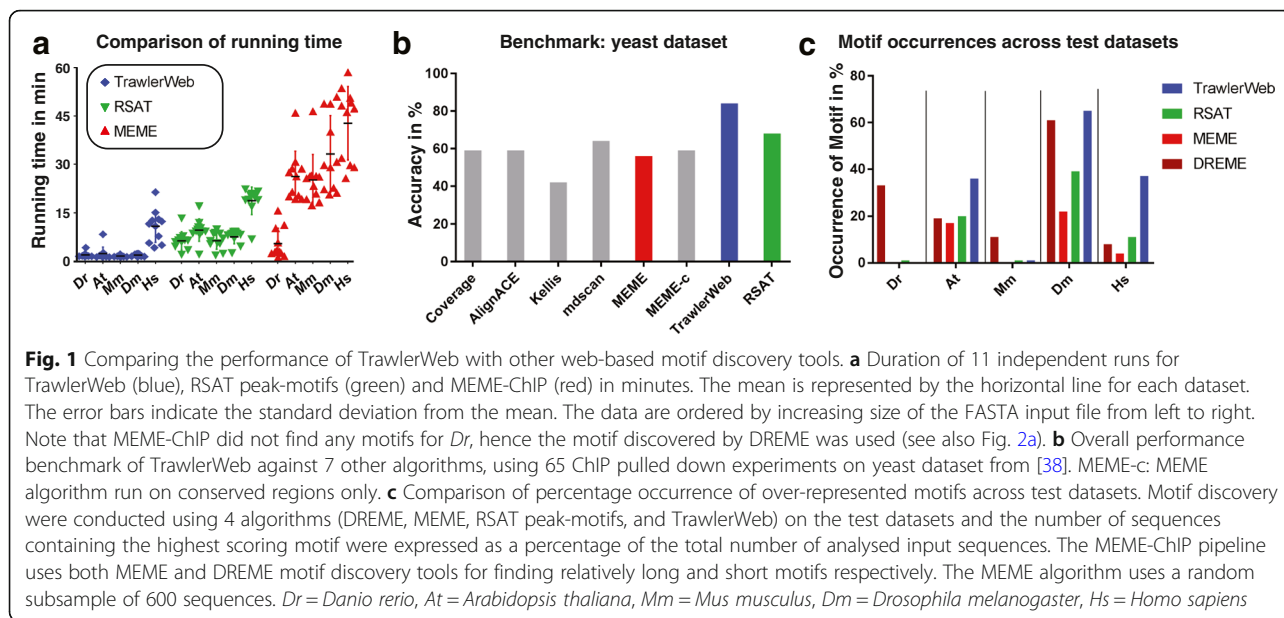 a Comparison of running time
Running time in min
60
45
30
15
0
TrawlerWeb
RSAT
MEME
Dr
At
Mm
Dm
Hs
Dr
At
Mm
Dm
Hs
Dr
At
Mm
Dm
Hs
b Benchmark: yeast dataset
Accuracy in %
100
80
60
40
20
0
Coverage
AlignACE
Kellis
mdscan
MEME
MEME-c
TrawlerWeb
RSAT
c Motif occurrences across test datasets
Occurrence of Motif in %
80
60
40
20
0
Dr
At
Mm
Dm
Hs
TrawlerWeb
RSAT
MEME
DREME
Fig. 1 Comparing the performance of TrawlerWeb with other web-based motif discovery tools. a Duration of 11 independent runs for
TrawlerWeb (blue), RSAT peak-motifs (green) and MEME-ChIP (red) in minutes. The mean is represented by the horizontal line for each dataset.
The error bars indicate the standard deviation from the mean. The data are ordered by increasing size of the FASTA input file from left to right.
Note that MEME-ChIP did not find any motifs for Dr, hence the motif discovered by DREME was used (see also Fig. 2a). b Overall performance
benchmark of TrawlerWeb against 7 other algorithms, using 65 ChIP pulled down experiments on yeast dataset from [38]. MEME-c: MEME
algorithm run on conserved regions only. c Comparison of percentage occurrence of over-represented motifs across test datasets. Motif discovery
were conducted using 4 algorithms (DREME, MEME, RSAT peak-motifs, and TrawlerWeb) on the test datasets and the number of sequences
containing the highest scoring motif were expressed as a percentage of the total number of analysed input sequences. The MEME-ChIP pipeline
uses both MEME and DREME motif discovery tools for finding relatively long and short motifs respectively. The MEME algorithm uses a random
subsample of 600 sequences. Dr = Danio rerio, At = Arabidopsis thaliana, Mm = Mus musculus, Dm = Drosophila melanogaster, Hs = Homo sapiens